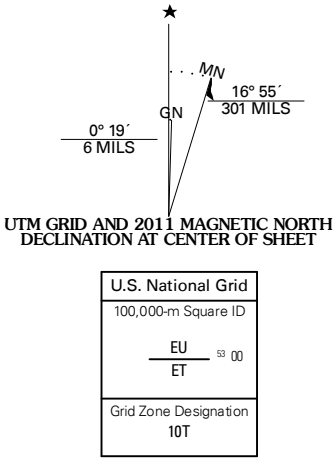 ★
MN
16° 55´
301 MILS
GN
0° 19´
6 MILS
UTM GRID AND 2011 MAGNETIC NORTH
DECLINATION AT CENTER OF SHEET
U.S. National Grid
100,000-m Square ID
EU
53 00
ET
Grid Zone Designation
10T